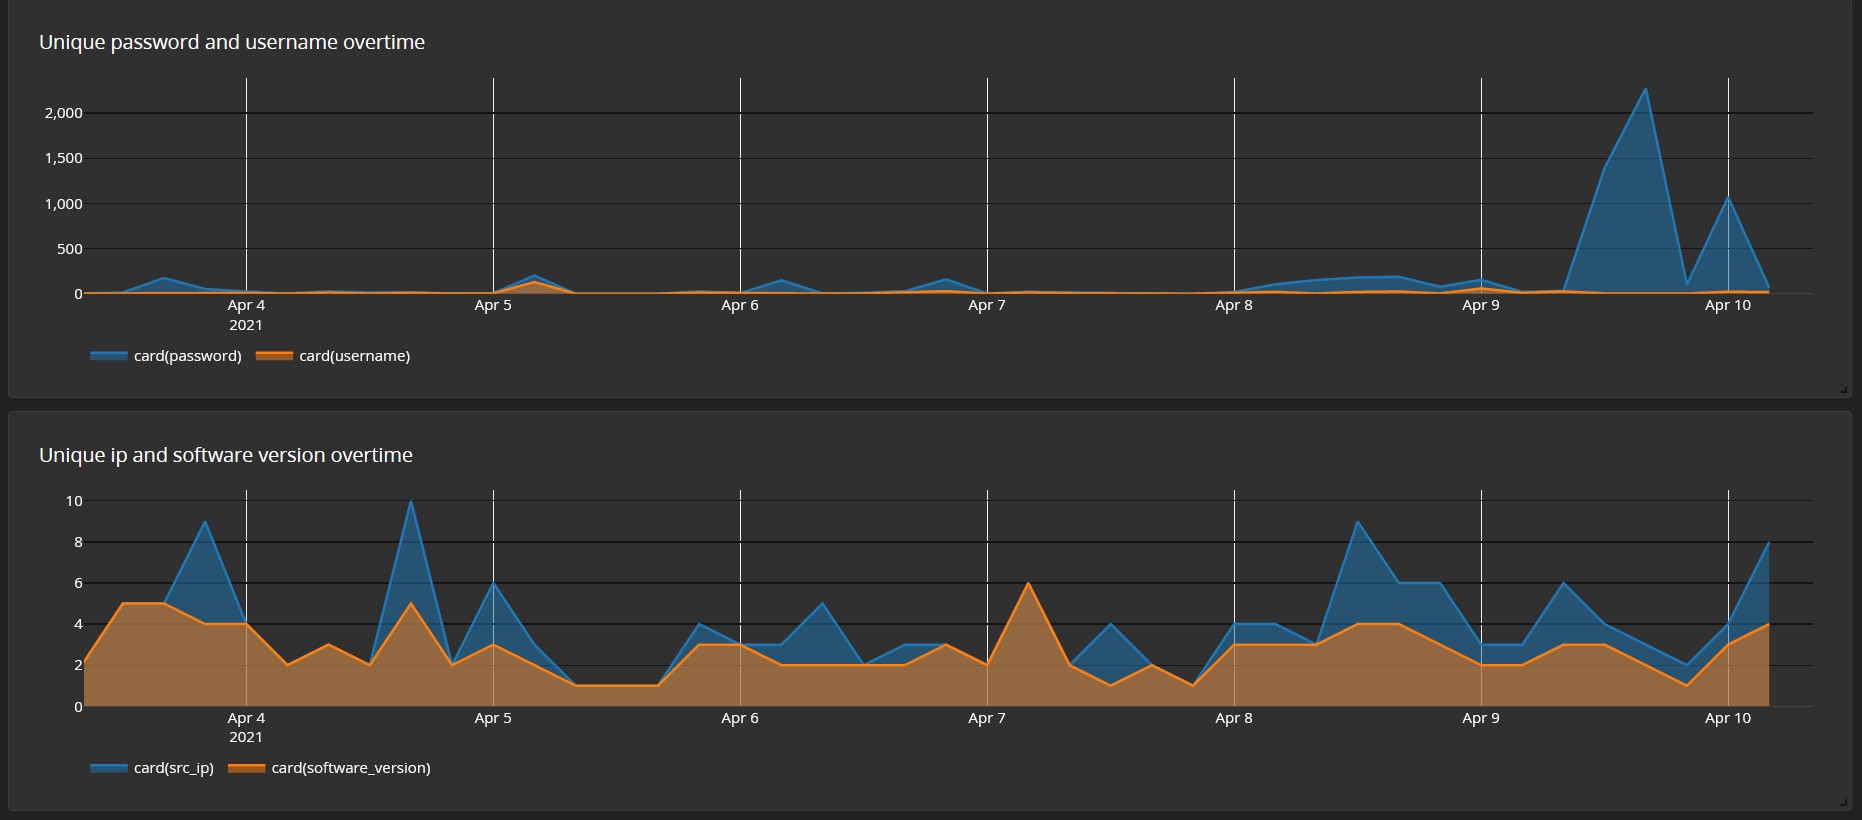 Unique password and username overtime
2,000
1,500
1,000
500
0
Apr 4 Apr 5 Apr 6 Apr 7 Apr 8 Apr 9 Apr 10
2021
card(password) card(username)
Unique ip and software version overtime
10
8
6
4
2
0
Apr 4 Apr 5 Apr 6 Apr 7 Apr 8 Apr 9 Apr 10
2021
card(src_ip) card(software_version)